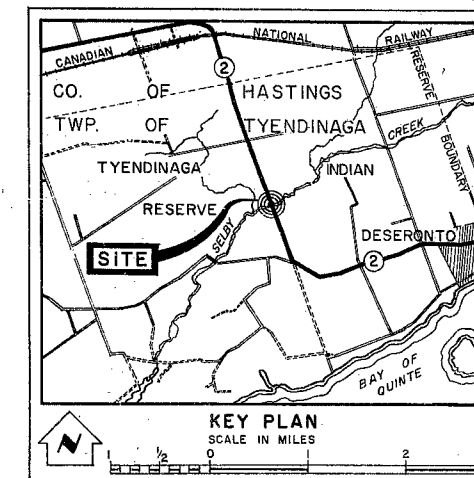 CANADIAN NATIONAL RAILWAY
2
CO. OF HASTINGS
TWP. OF TYENDINAGA
RESERVE BOUNDARY
CREEK
TYENDINAGA INDIAN
RESERVE
SELBY
DESERONTO
SITE
2
BAY OF
QUINTE
KEY PLAN
SCALE IN MILES
N
1 1/2 0 1 2